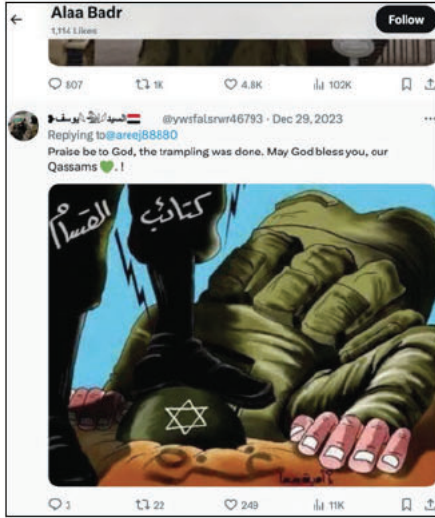 Alaa Badr
1,114 Likes
Follow
807 1K 4.8K 102K
السيد يوسف @ywsfalsrwr46793 · Dec 29, 2023
Replying to @areej88880
Praise be to God, the trampling was done. May God bless you, our
Qassams 💚. !
كتائب
القسام
3 22 249 11K